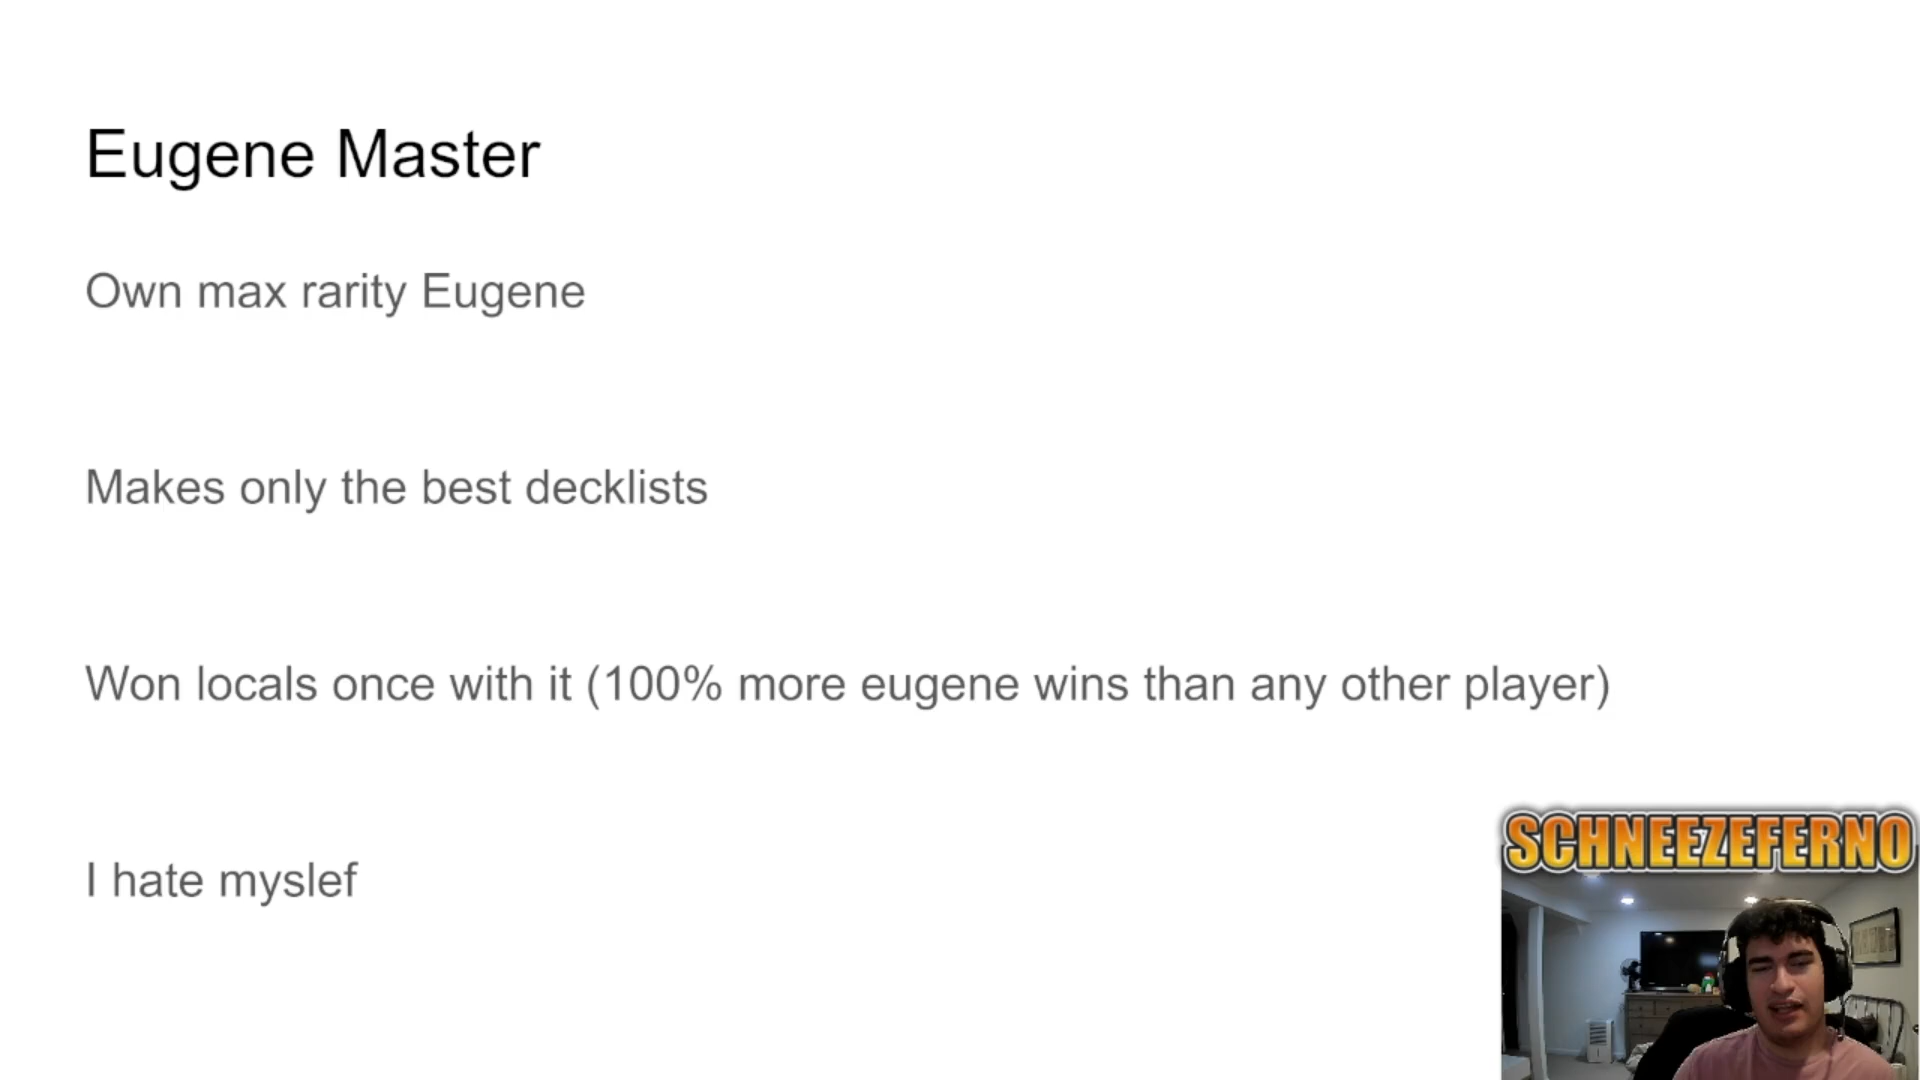 Eugene Master
Own max rarity Eugene
Makes only the best decklists
Won locals once with it (100% more eugene wins than any other player)
I hate myslef
SCHNEEZEFERNO